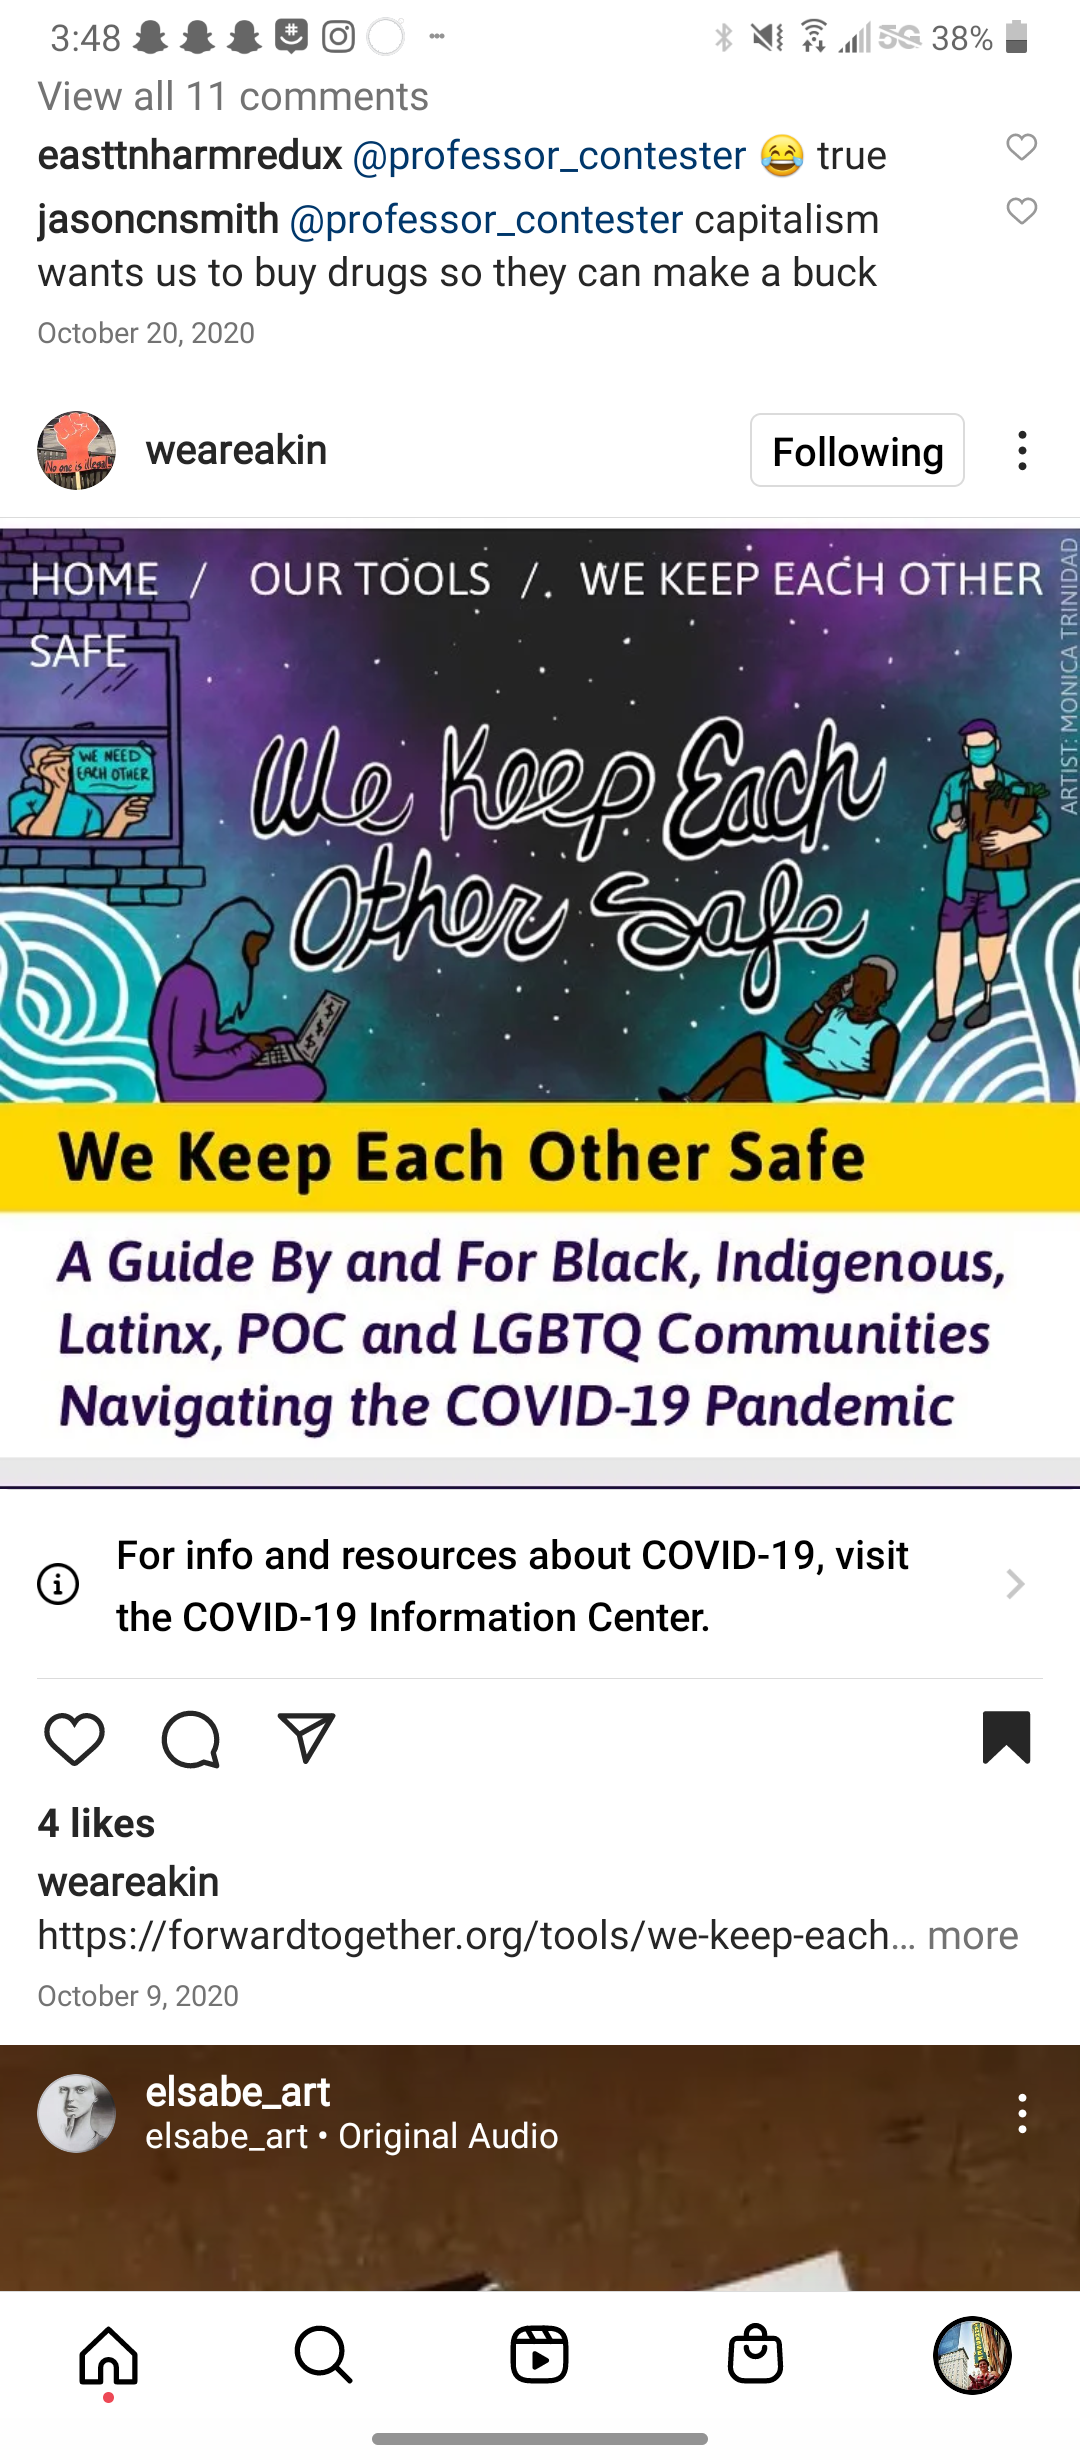 3:48 5G 38%
View all 11 comments
easttnharmredux @professor_contester 😂 true
jasoncnsmith @professor_contester capitalism
wants us to buy drugs so they can make a buck
October 20, 2020
No one is illegal
weareakin
Following
HOME / OUR TOOLS / WE KEEP EACH OTHER
SAFE
ARTIST: MONICA TRINIDAD
WE NEED
EACH OTHER
We Keep Each
Other Safe
We Keep Each Other Safe
A Guide By and For Black, Indigenous,
Latinx, POC and LGBTQ Communities
Navigating the COVID-19 Pandemic
For info and resources about COVID-19, visit
the COVID-19 Information Center.
4 likes
weareakin
https://forwardtogether.org/tools/we-keep-each... more
October 9, 2020
elsabe_art
elsabe_art • Original Audio